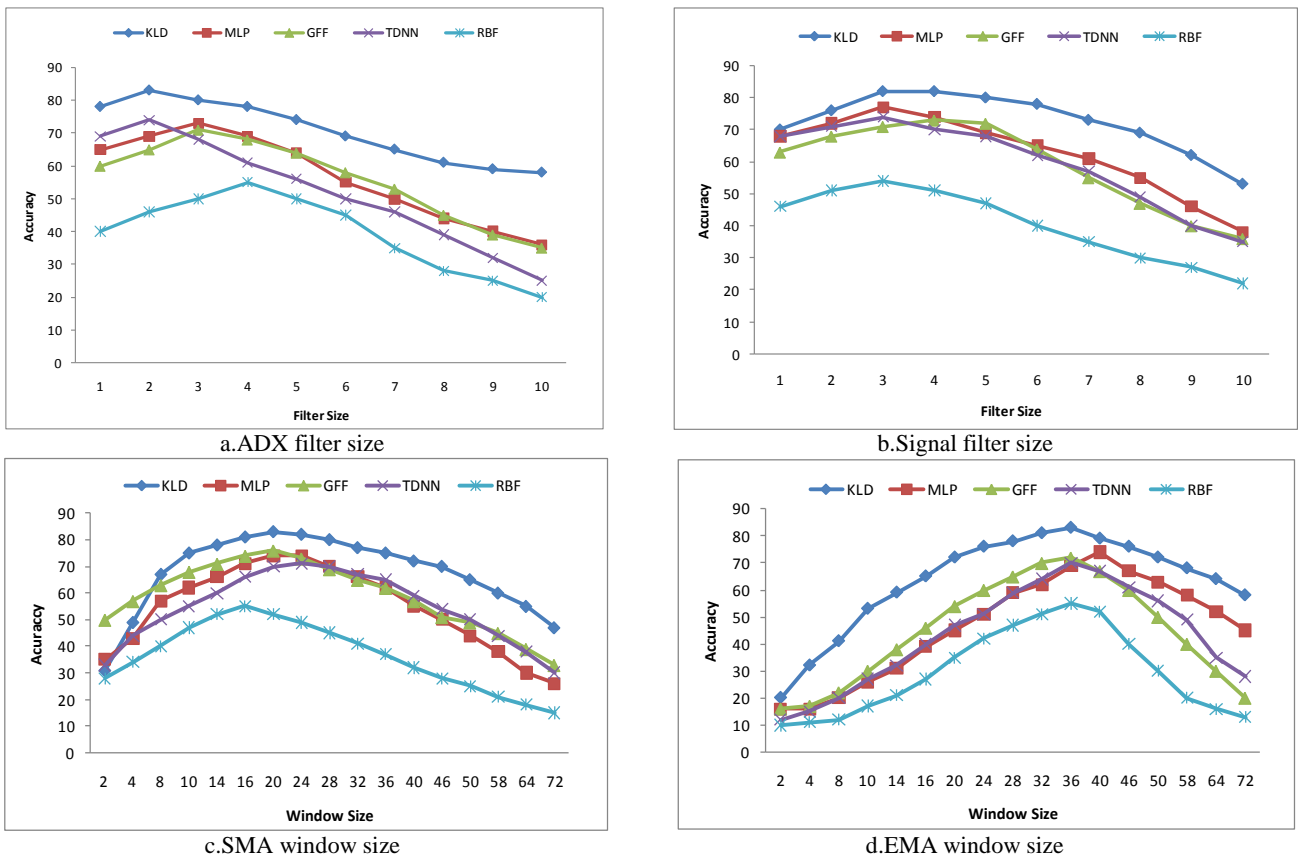 KLD MLP GFF TDNN RBF
Accuracy
90
80
70
60
50
40
30
20
10
0
1 2 3 4 5 6 7 8 9 10
Filter Size
a.ADX filter size
KLD MLP GFF TDNN RBF
Accuracy
90
80
70
60
50
40
30
20
10
0
1 2 3 4 5 6 7 8 9 10
Filter Size
b.Signal filter size
KLD MLP GFF TDNN RBF
Acuuracy
90
80
70
60
50
40
30
20
10
0
2 4 8 10 14 16 20 24 28 32 36 40 46 50 58 64 72
Window Size
c.SMA window size
KLD MLP GFF TDNN RBF
Accuracy
90
80
70
60
50
40
30
20
10
0
2 4 8 10 14 16 20 24 28 32 36 40 46 50 58 64 72
Window Size
d.EMA window size